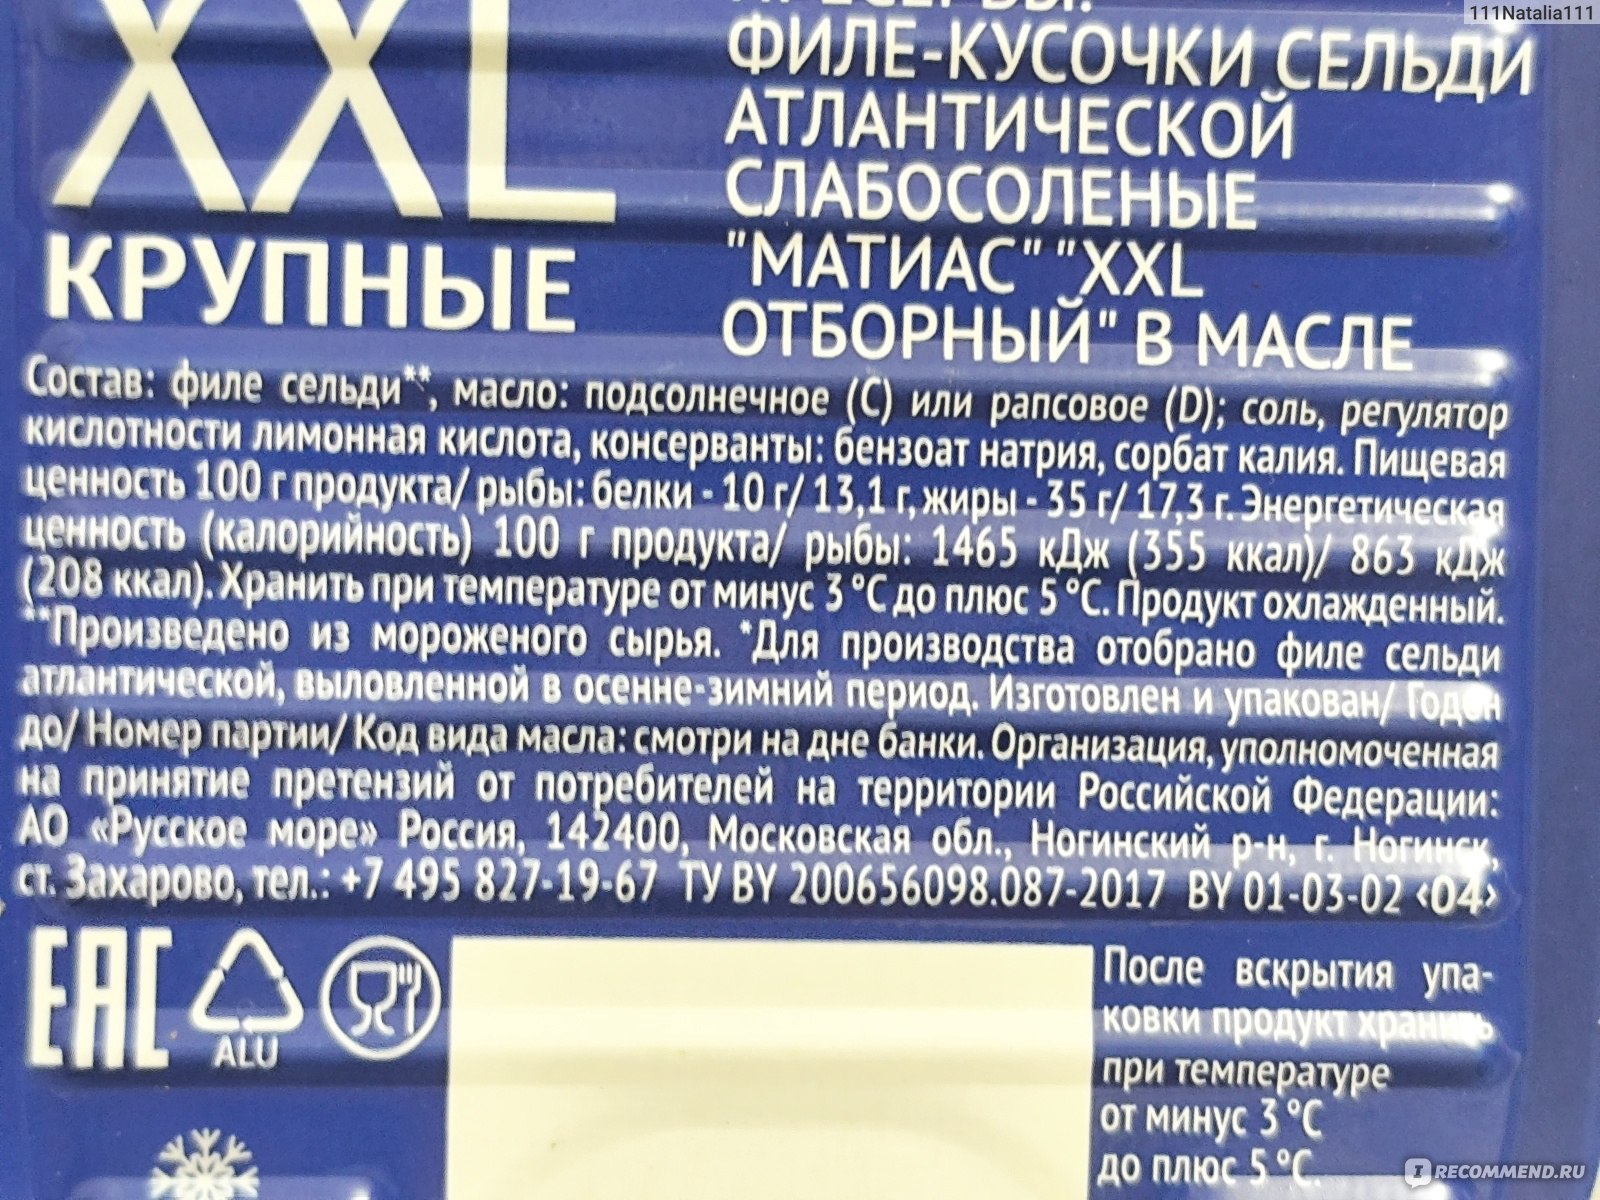 111Natalia111
XXL
КРУПНЫЕ
ФИЛЕ-КУСОЧКИ СЕЛЬДИ
АТЛАНТИЧЕСКОЙ
СЛАБОСОЛЕНЫЕ
"МАТИАС" "XXL
ОТБОРНЫЙ" В МАСЛЕ
Состав: филе сельди**, масло: подсолнечное (С) или рапсовое (D); соль, регулятор
кислотности лимонная кислота, консерванты: бензоат натрия, сорбат калия. Пищевая
ценность 100 г продукта/ рыбы: белки - 10 г/ 13,1 г, жиры - 35 г/ 17,3 г. Энергетическая
ценность (калорийность) 100 г продукта/ рыбы: 1465 кДж (355 ккал)/ 863 кДж
(208 ккал). Хранить при температуре от минус 3 °С до плюс 5 °С. Продукт охлажденный.
**Произведено из мороженого сырья. *Для производства отобрано филе сельди
атлантической, выловленной в осенне-зимний период. Изготовлен и упакован/ Годен
до/ Номер партии/ Код вида масла: смотри на дне банки. Организация, уполномоченная
на принятие претензий от потребителей на территории Российской Федерации:
АО «Русское море» Россия, 142400, Московская обл., Ногинский р-н, г. Ногинск,
ст. Захарово, тел.: +7 495 827-19-67 ТУ BY 200656098.087-2017 BY 01-03-02 <04>
EAC
ALU
После вскрытия упа-
ковки продукт хранить
при температуре
от минус 3 °С
до плюс 5 °С.
IRECOMMEND.RU